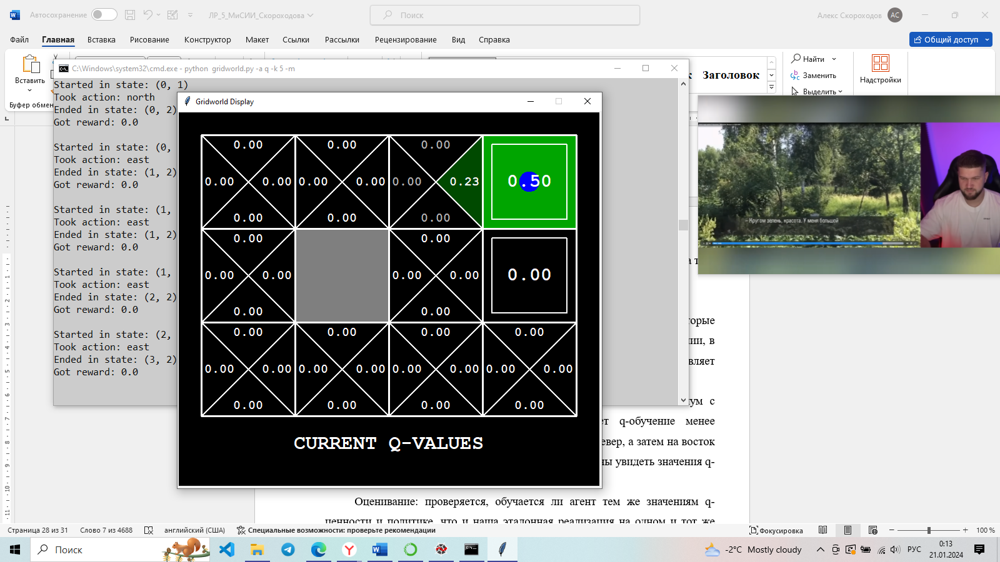 Автосохранение
ЛР_5_МиСИИ_Скороходова
Поиск
Алекс Скороходов
АС
Файл
Главная
Вставка
Рисование
Конструктор
Макет
Ссылки
Рассылки
Рецензирование
Вид
Справка
Общий доступ
Вставить
Буфер обмен
Заголовок
Найти
Заменить
Выделить
Надстройки
C:\Windows\system32\cmd.exe - python gridworld.py -a q -k 5 -m
Started in state: (0, 1)
Took action: north
Ended in state: (0, 2)
Got reward: 0.0
Started in state: (0,
Took action: east
Ended in state: (1, 2)
Got reward: 0.0
Started in state: (1,
Took action: east
Ended in state: (1, 2)
Got reward: 0.0
Started in state: (1,
Took action: east
Ended in state: (2, 2)
Got reward: 0.0
Started in state: (2,
Took action: east
Ended in state: (3, 2)
Got reward: 0.0
Gridworld Display
0.00 0.00 0.00
0.00 0.00 0.00 0.00 0.00 0.23 0.50
0.00 0.00 0.00
0.00 0.00
0.00 0.00 0.00 0.00 0.00
0.00 0.00
0.00 0.00 0.00 0.00
0.00 0.00 0.00 0.00 0.00 0.00 0.00 0.00
0.00 0.00 0.00 0.00
CURRENT Q-VALUES
– Кругом зелень, красота. У меня большой
а т
орые
ии, в
вляет
ум с
ет q-обучение менее
евер, а затем на восток
ны увидеть значения q-
Оценивание: проверяется, обучается ли агент тем же значениям q-
ценности и политике, что и наша эталонная реализация на одном и тот же
Страница 28 из 31
Слово 7 из 4688
английский (США)
Специальные возможности: проверьте рекомендации
Фокусировка
100 %
Поиск
-2°C Mostly cloudy
РУС
0:13
21.01.2024